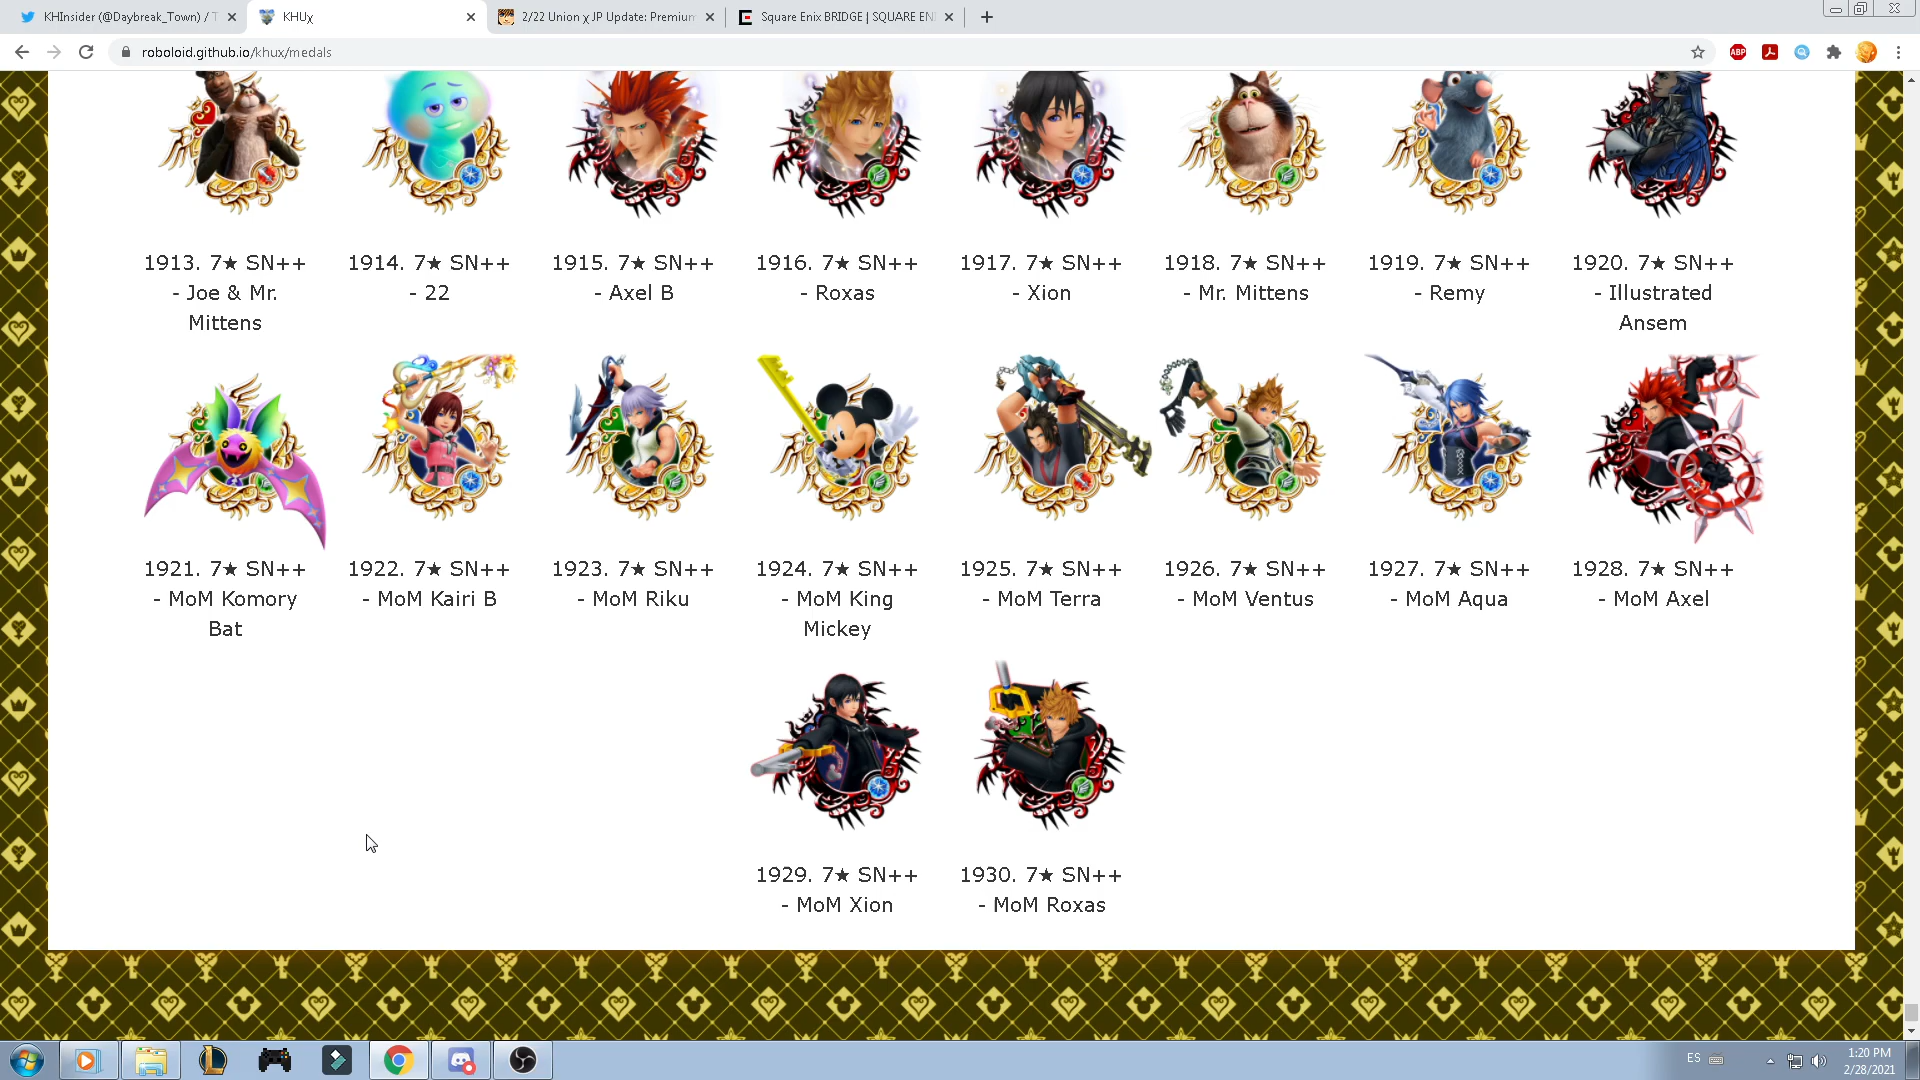 KHInsider (@Daybreak_Town) / T
KHUχ
2/22 Union χ JP Update: Premium
Square Enix BRIDGE | SQUARE EN
roboloid.github.io/khux/medals
ABP
1913. 7★ SN++
- Joe & Mr.
Mittens
1914. 7★ SN++
- 22
1915. 7★ SN++
- Axel B
1916. 7★ SN++
- Roxas
1917. 7★ SN++
- Xion
1918. 7★ SN++
- Mr. Mittens
1919. 7★ SN++
- Remy
1920. 7★ SN++
- Illustrated
Ansem
1921. 7★ SN++
- MoM Komory
Bat
1922. 7★ SN++
- MoM Kairi B
1923. 7★ SN++
- MoM Riku
1924. 7★ SN++
- MoM King
Mickey
1925. 7★ SN++
- MoM Terra
1926. 7★ SN++
- MoM Ventus
1927. 7★ SN++
- MoM Aqua
1928. 7★ SN++
- MoM Axel
1929. 7★ SN++
- MoM Xion
1930. 7★ SN++
- MoM Roxas
ES
1:20 PM
2/28/2021